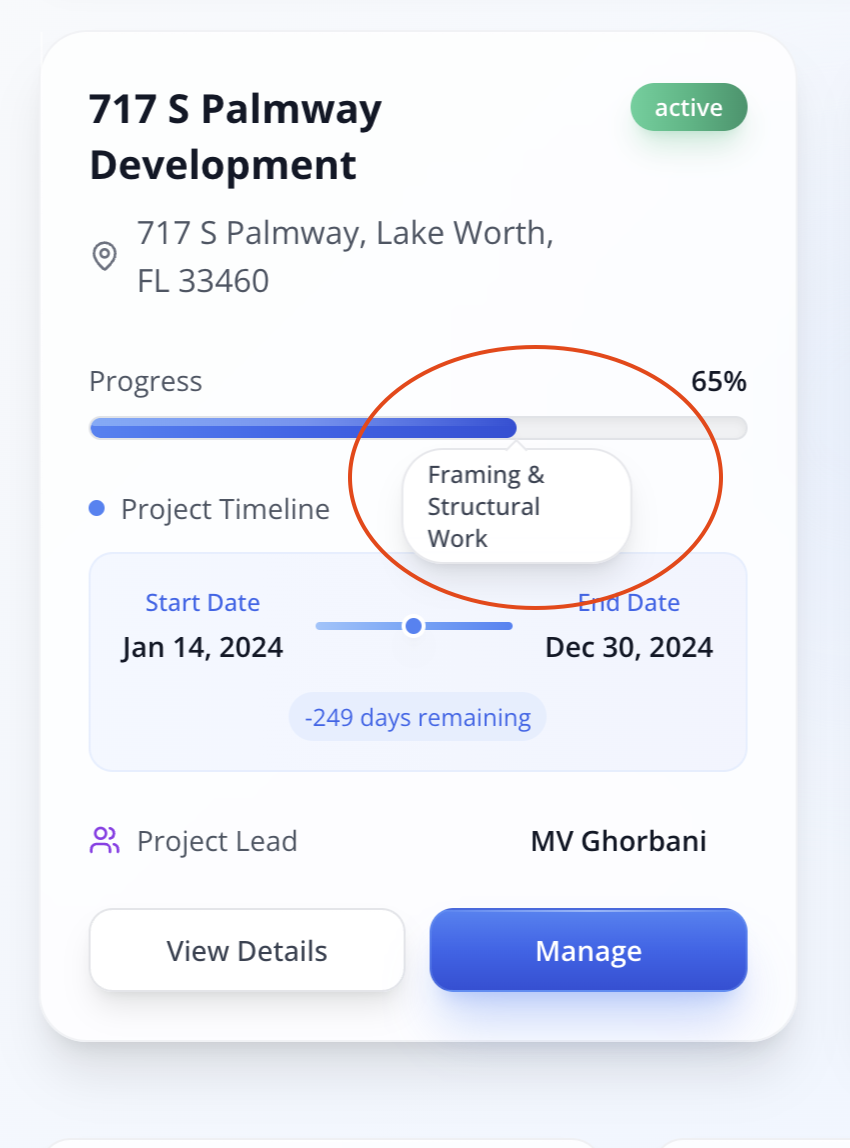 717 S Palmway
Development
active
717 S Palmway, Lake Worth,
FL 33460
Progress
65%
Framing &
Structural
Work
Project Timeline
Start Date
Jan 14, 2024
End Date
Dec 30, 2024
-249 days remaining
Project Lead
MV Ghorbani
View Details
Manage